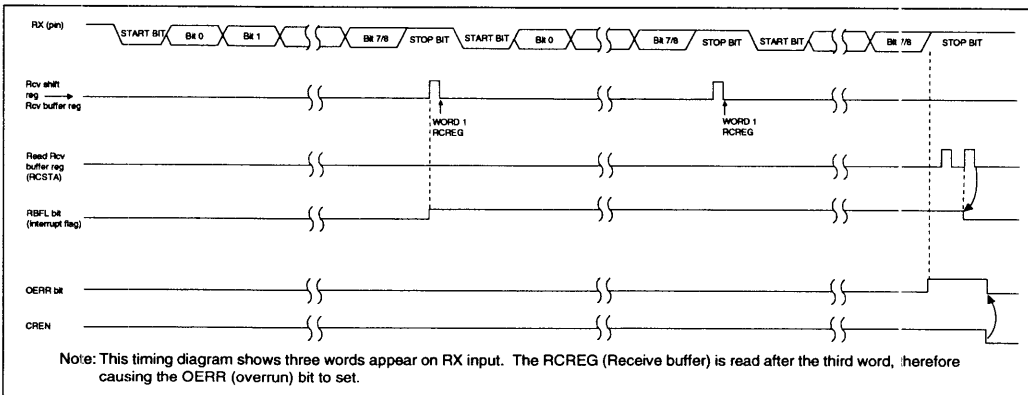 RX (pin)
START BIT Bit 0 Bit 1 Bit 7/8 STOP BIT START BIT Bit 0 Bit 7/8 STOP BIT START BIT Bit 7/8 STOP BIT
Rcv shift
reg
Rcv buffer reg
WORD 1
RCREG
WORD 1
RCREG
Read Rcv
buffer reg
(RCSTA)
RBFL bit
(interrupt flag)
OERR bit
CREN
Note: This timing diagram shows three words appear on RX input. The RCREG (Receive buffer) is read after the third word, therefore
causing the OERR (overrun) bit to set.